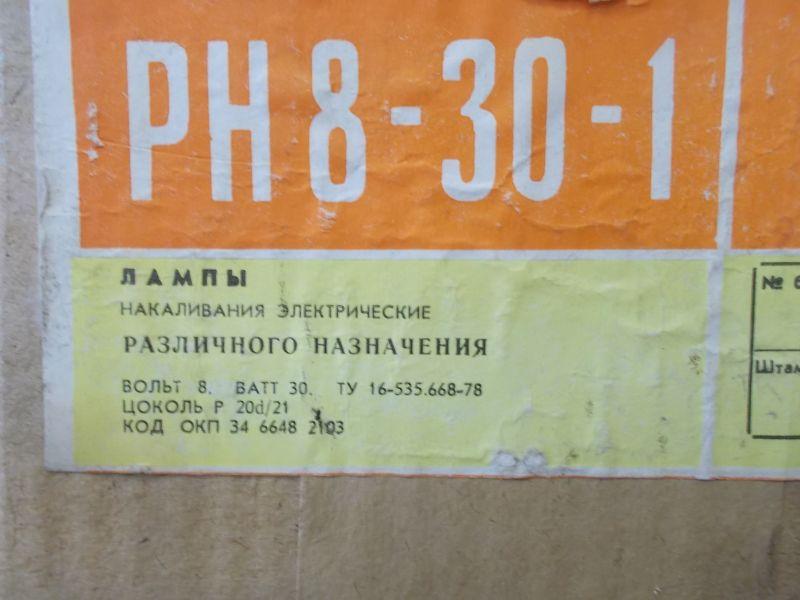 РН 8-30-1
ЛАМПЫ
НАКАЛИВАНИЯ ЭЛЕКТРИЧЕСКИЕ
РАЗЛИЧНОГО НАЗНАЧЕНИЯ
ВОЛЬТ 8. ВАТТ 30. ТУ 16-535.668-78
ЦОКОЛЬ Р 20d/21
КОД ОКП 34 6648 2103
№